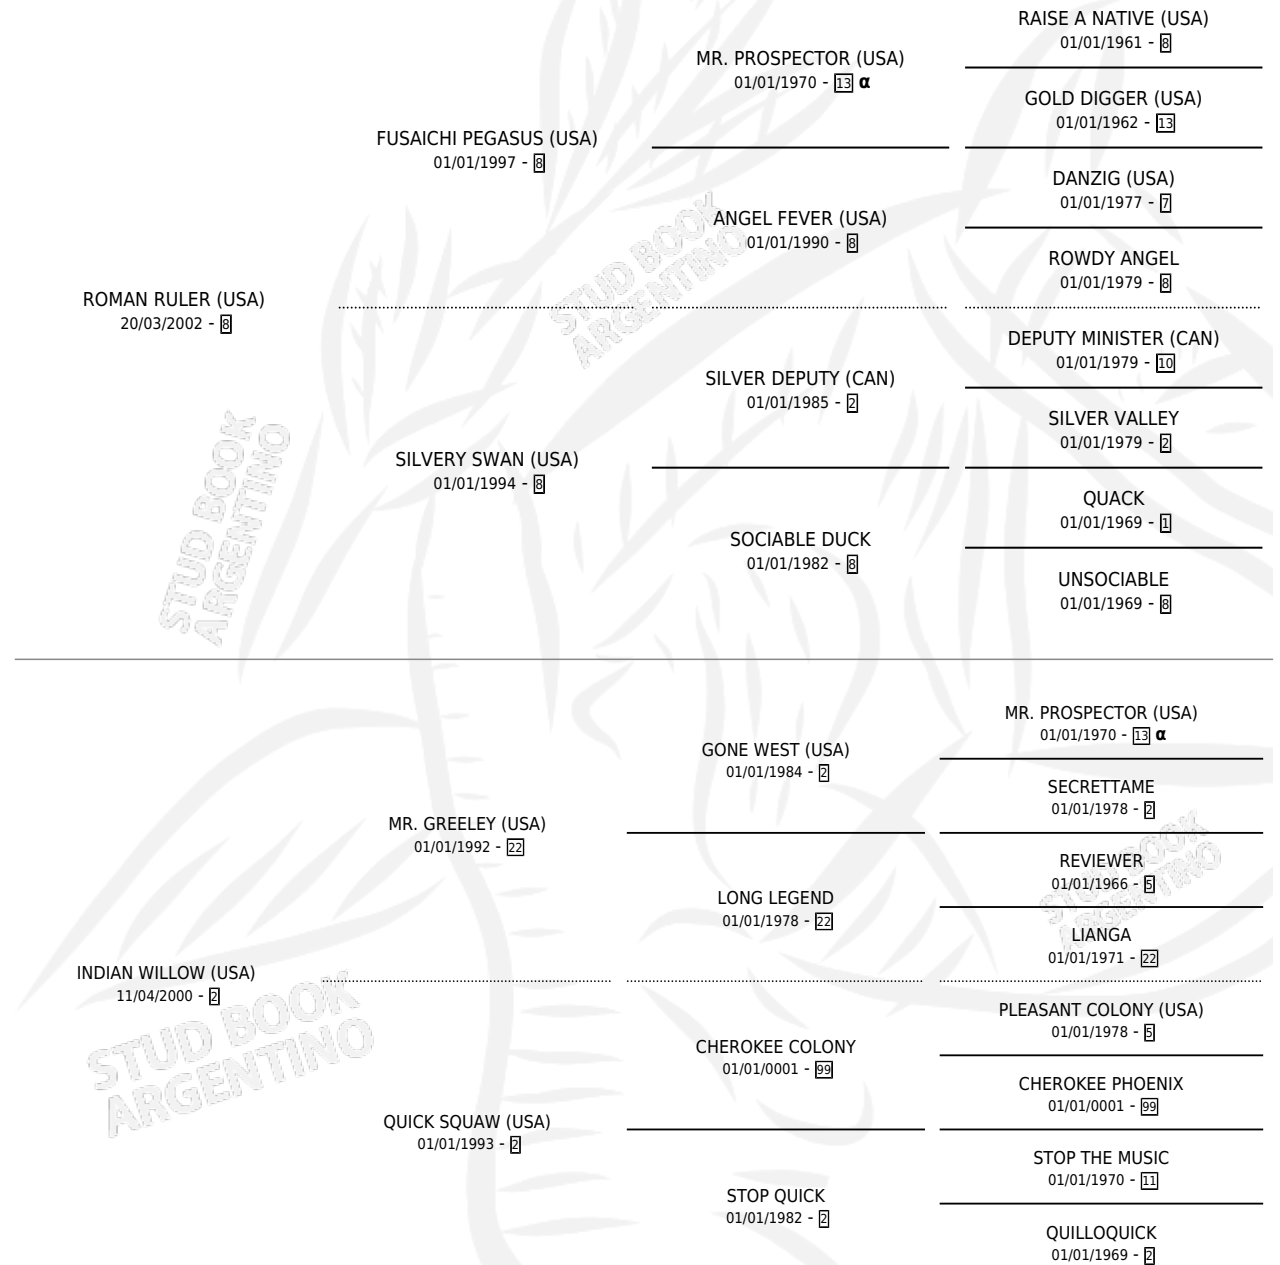 RAISE A NATIVE (USA)
01/01/1961 - 8
MR. PROSPECTOR (USA)
01/01/1970 - 13 α
GOLD DIGGER (USA)
01/01/1962 - 13
FUSAICHI PEGASUS (USA)
01/01/1997 - 8
DANZIG (USA)
01/01/1977 - 7
ANGEL FEVER (USA)
01/01/1990 - 8
ROWDY ANGEL
01/01/1979 - 8
ROMAN RULER (USA)
20/03/2002 - 8
DEPUTY MINISTER (CAN)
01/01/1979 - 10
SILVER DEPUTY (CAN)
01/01/1985 - 2
SILVER VALLEY
01/01/1979 - 2
SILVERY SWAN (USA)
01/01/1994 - 8
QUACK
01/01/1969 - 1
SOCIABLE DUCK
01/01/1982 - 8
UNSOCIABLE
01/01/1969 - 8
MR. PROSPECTOR (USA)
01/01/1970 - 13 α
GONE WEST (USA)
01/01/1984 - 2
SECRETTAME
01/01/1978 - 2
MR. GREELEY (USA)
01/01/1992 - 22
REVIEWER
01/01/1966 - 5
LONG LEGEND
01/01/1978 - 22
LIANGA
01/01/1971 - 22
INDIAN WILLOW (USA)
11/04/2000 - 2
PLEASANT COLONY (USA)
01/01/1978 - 5
CHEROKEE COLONY
01/01/0001 - 99
CHEROKEE PHOENIX
01/01/0001 - 99
QUICK SQUAW (USA)
01/01/1993 - 2
STOP THE MUSIC
01/01/1970 - 11
STOP QUICK
01/01/1982 - 2
QUILLOQUICK
01/01/1969 - 2
STUD BOOK
ARGENTINO
STUD BOOK
ARGENTINO
STUD BOOK
ARGENTINO
STUD BOOK
ARGENTINO